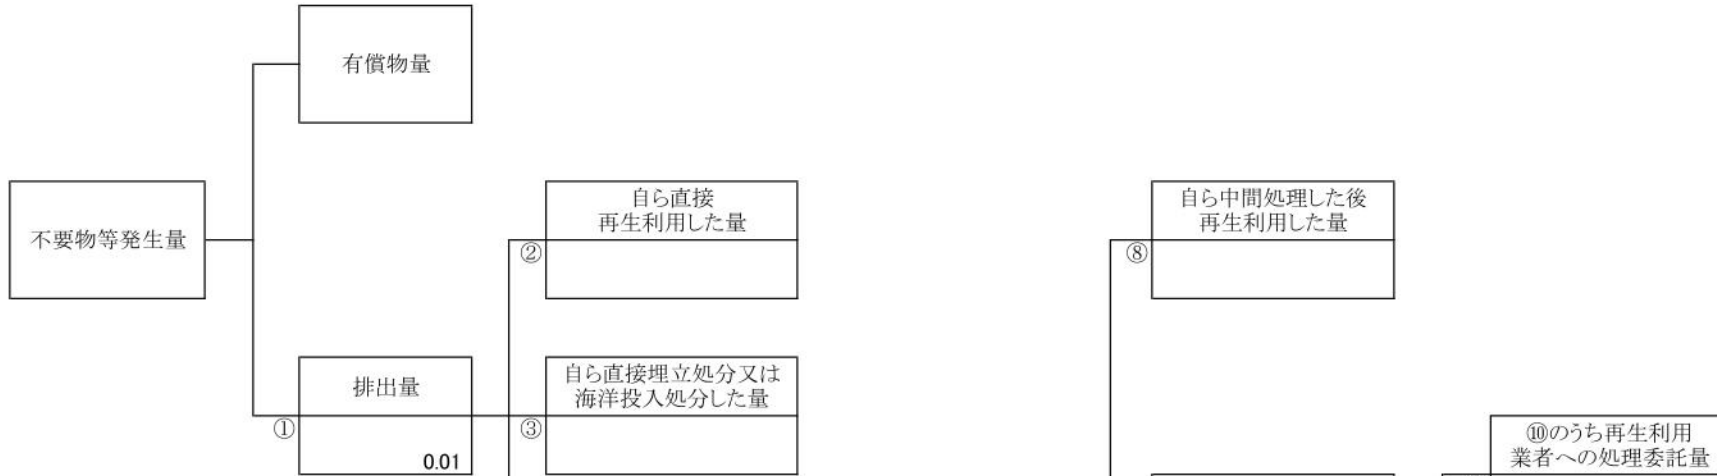 有償物量
不要物等発生量
自ら直接
再生利用した量
②
自ら中間処理した後
再生利用した量
⑧
排出量
①
0.01
自ら直接埋立処分又は
海洋投入処分した量
③
⑩のうち再生利用
業者への処理委託量